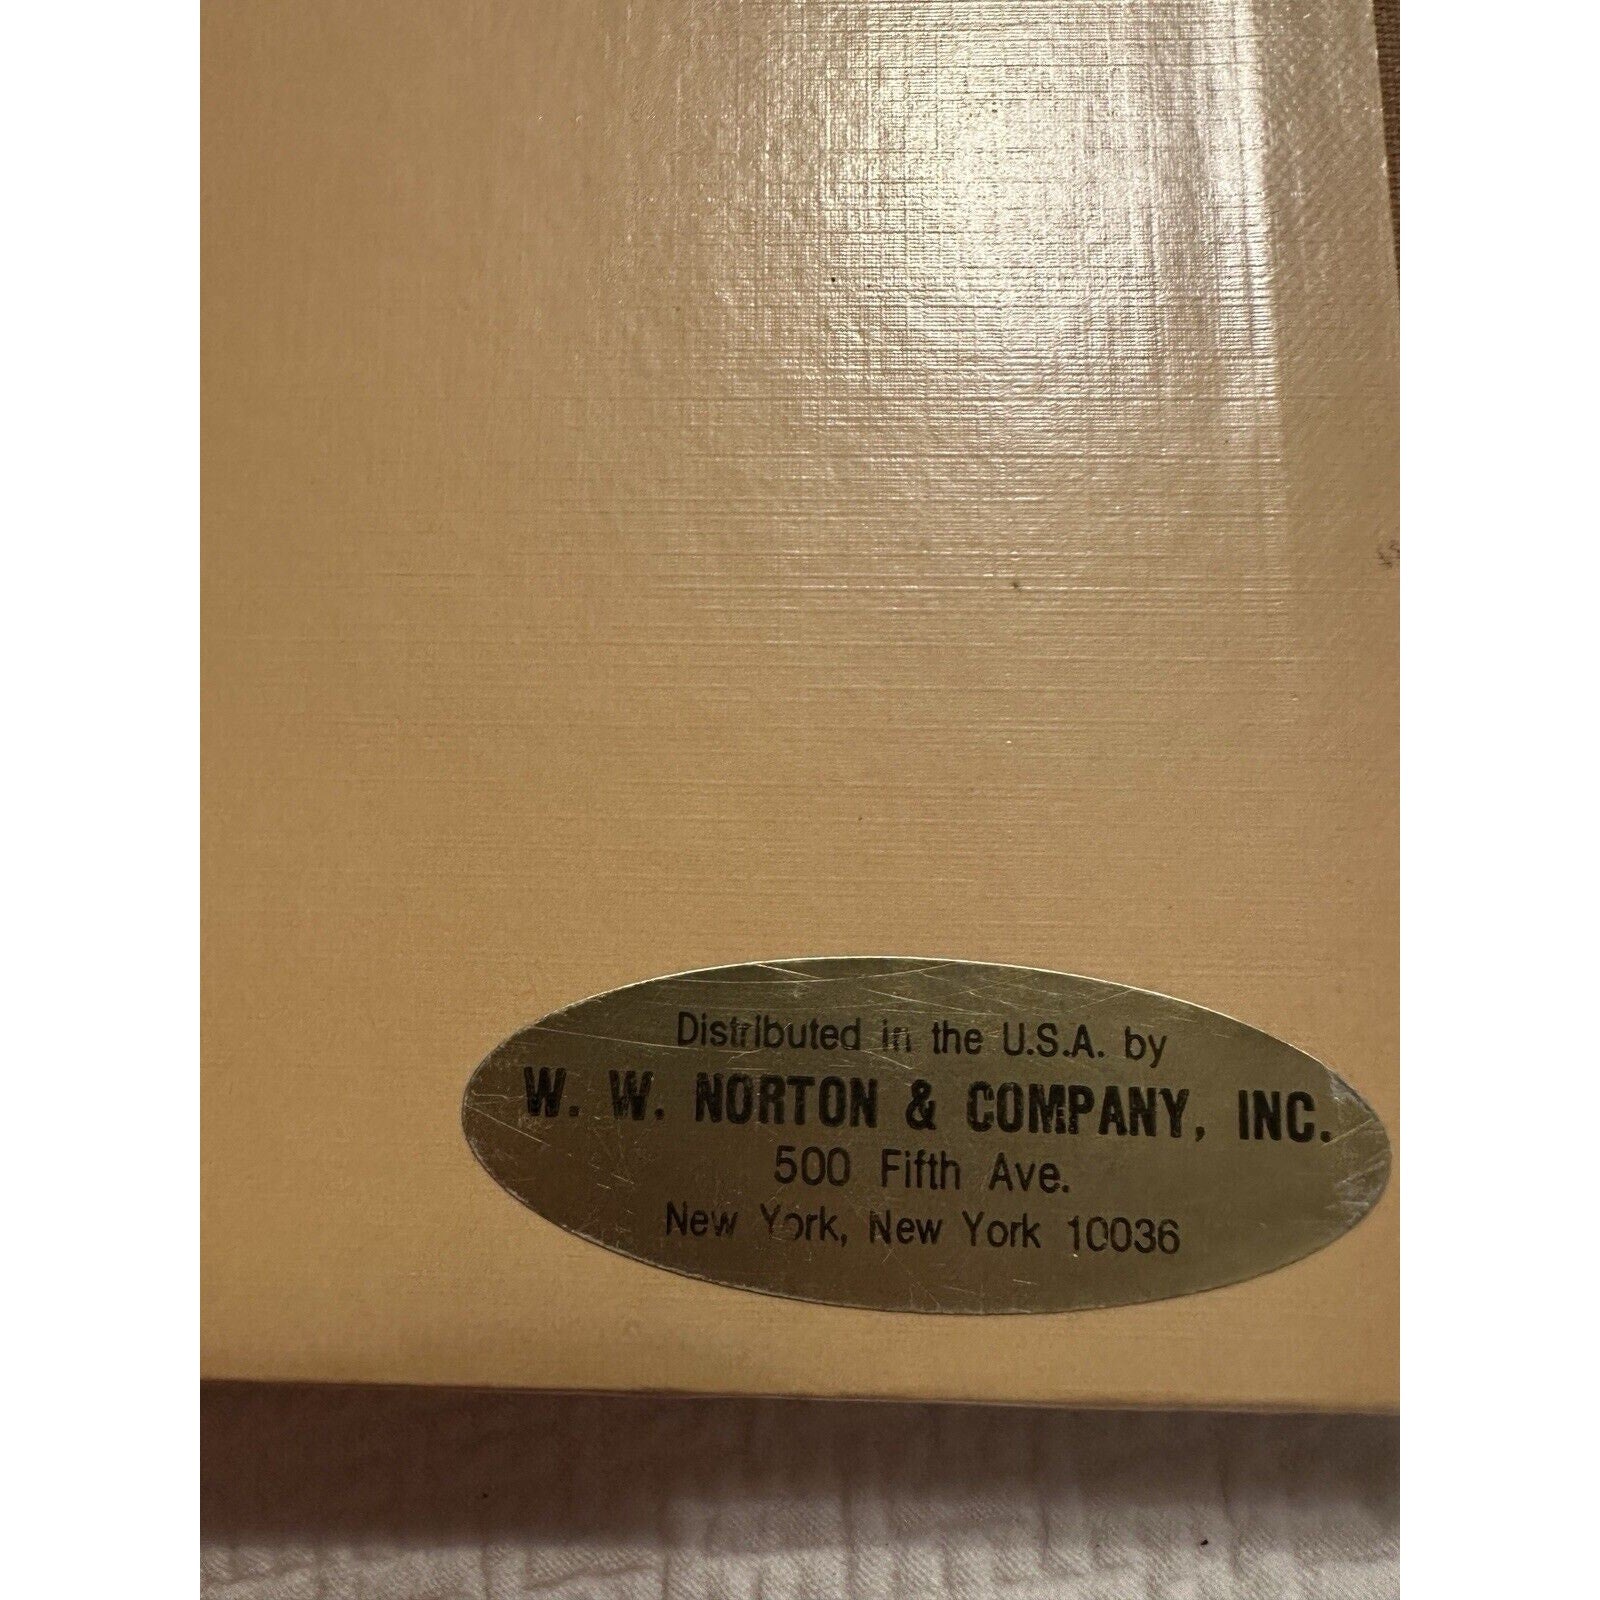 Distributed in the U.S.A. by
W. W. NORTON & COMPANY, INC.
500 Fifth Ave.
New York, New York 10036